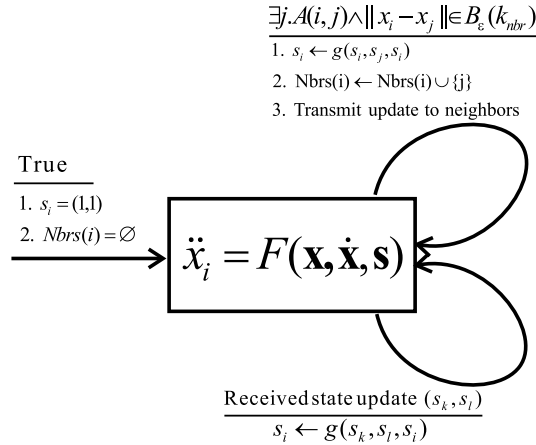 ∃j.A(i, j)∧‖x_i − x_j‖∈B_ε(k_nbr)
1. s_i ← g(s_i, s_j, s_i)
2. Nbrs(i) ← Nbrs(i) ∪ {j}
3. Transmit update to neighbors
True
1. s_i = (1,1)
2. Nbrs(i) = ∅
ẍ_i = F(x, ẋ, s)
Received state update (s_k, s_l)
s_i ← g(s_k, s_l, s_i)